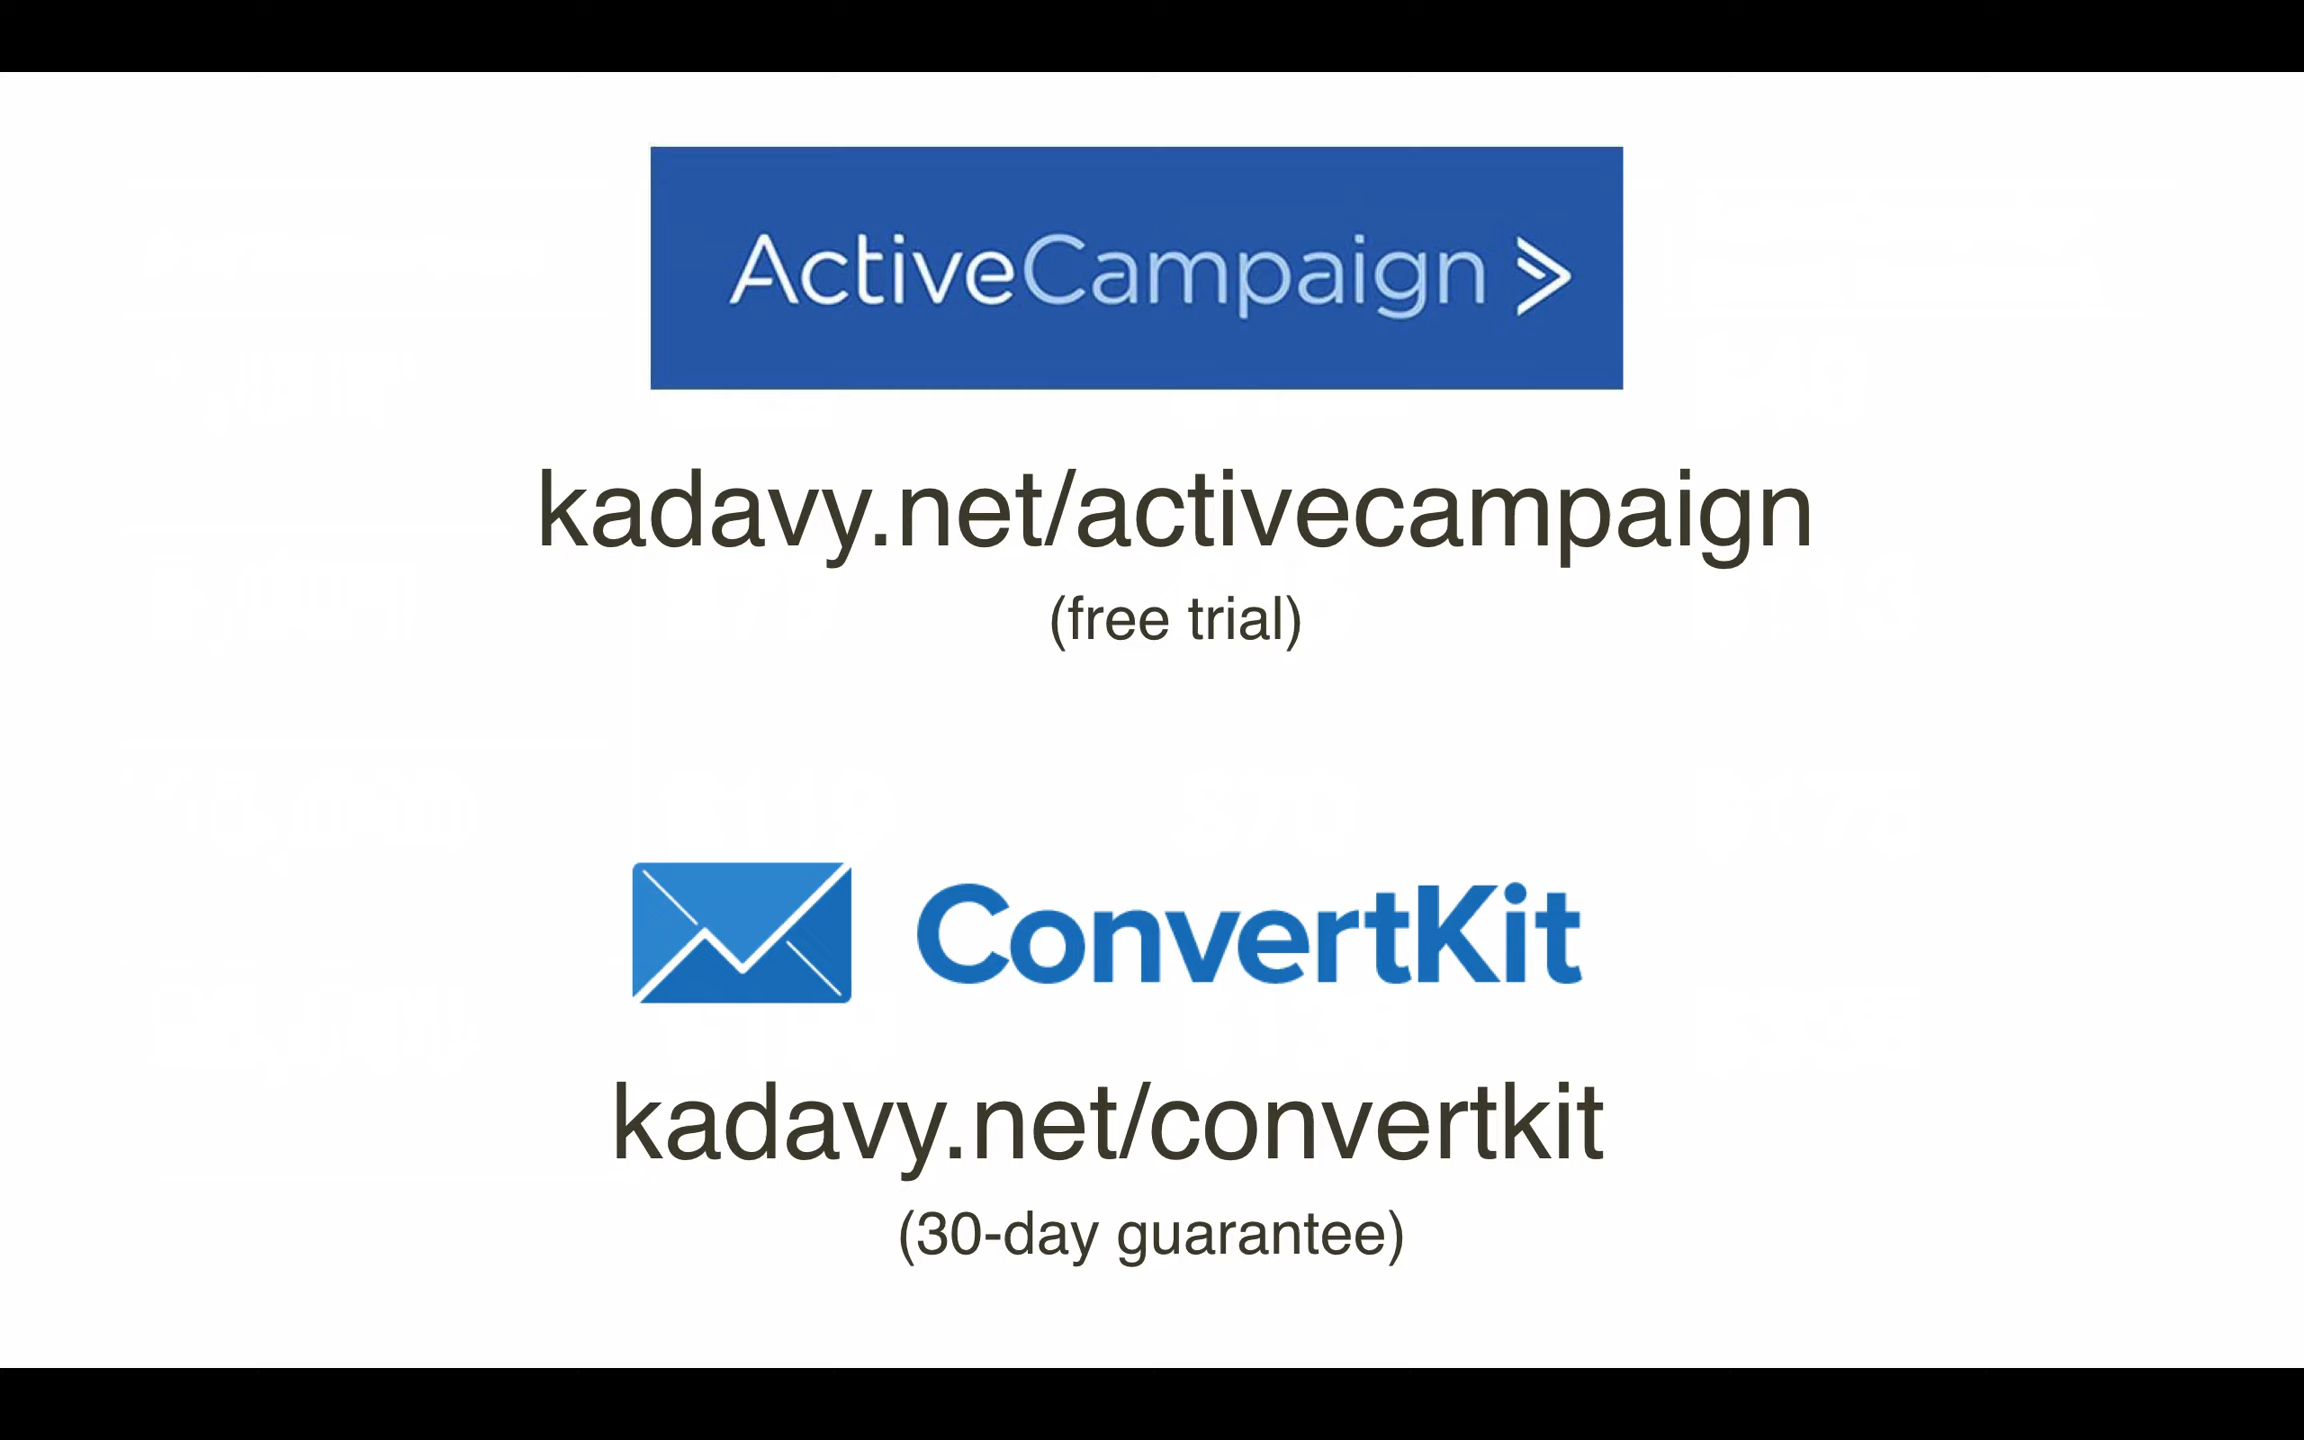 ActiveCampaign
kadavy.net/activecampaign
(free trial)
ConvertKit
kadavy.net/convertkit
(30-day guarantee)